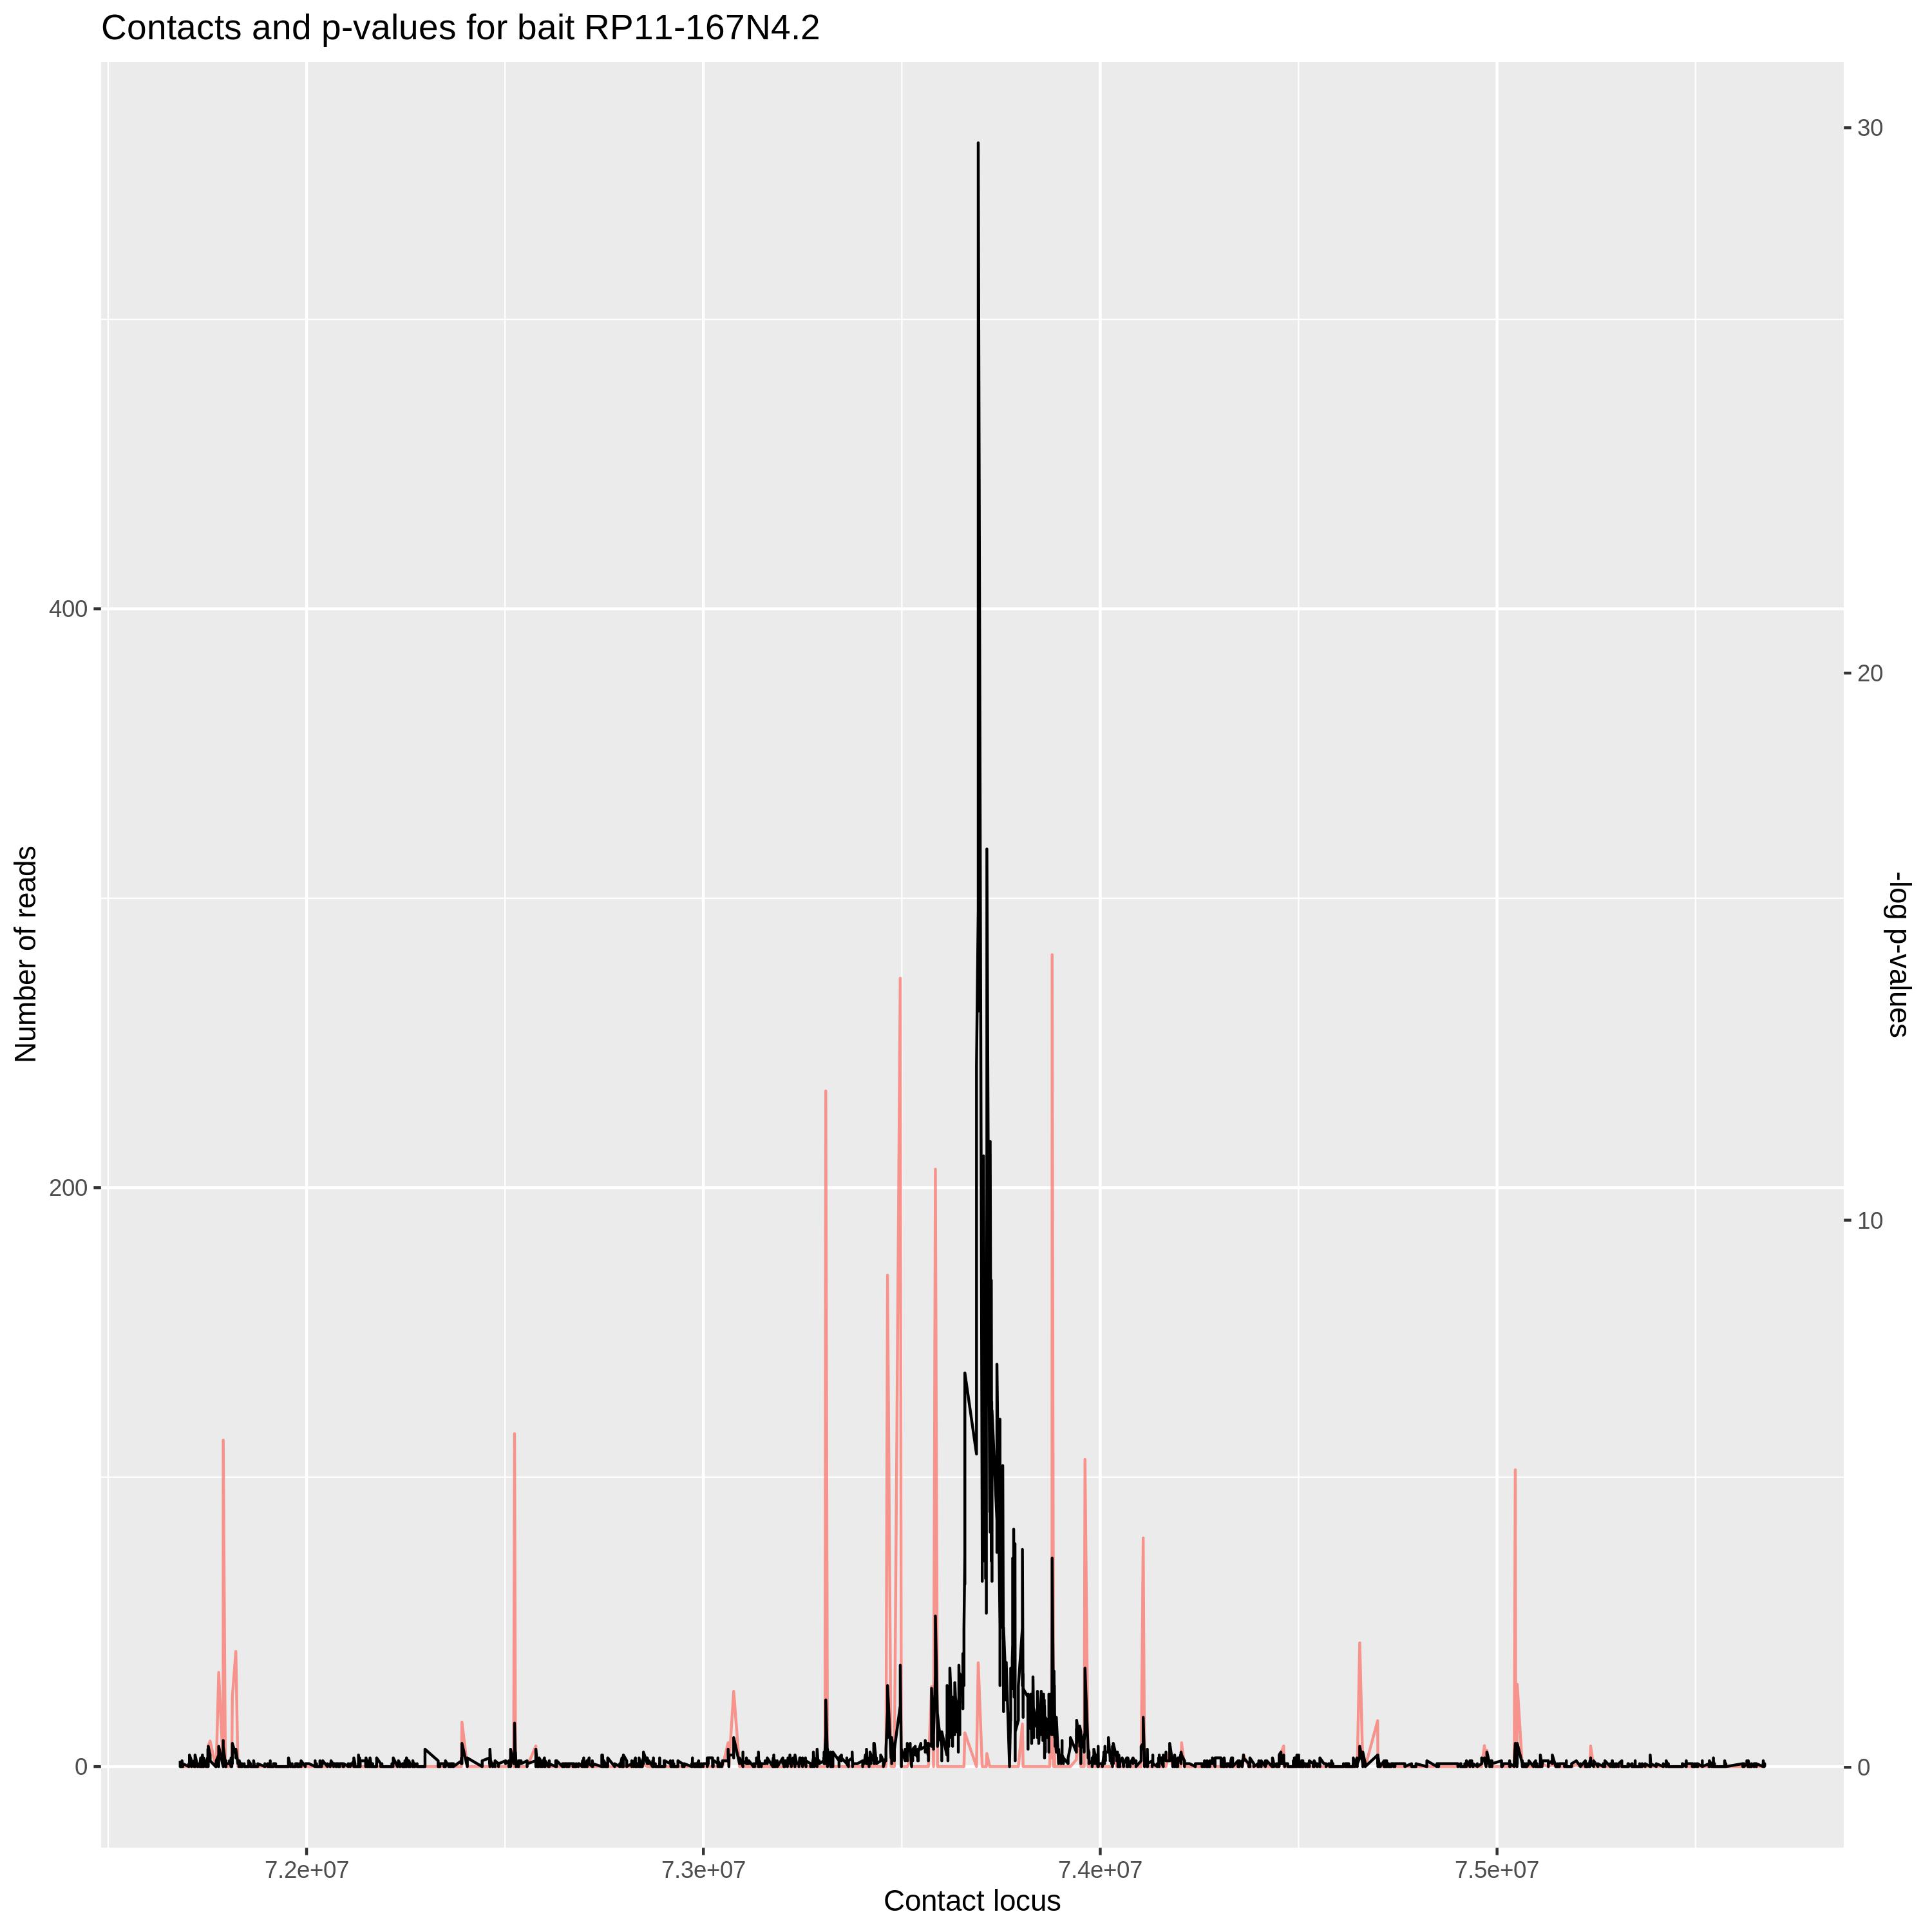 Contacts and p-values for bait RP11-167N4.2
30
400
20
Number of reads
-log p-values
200
10
0
0
7.2e+07
7.3e+07
7.4e+07
7.5e+07
Contact locus